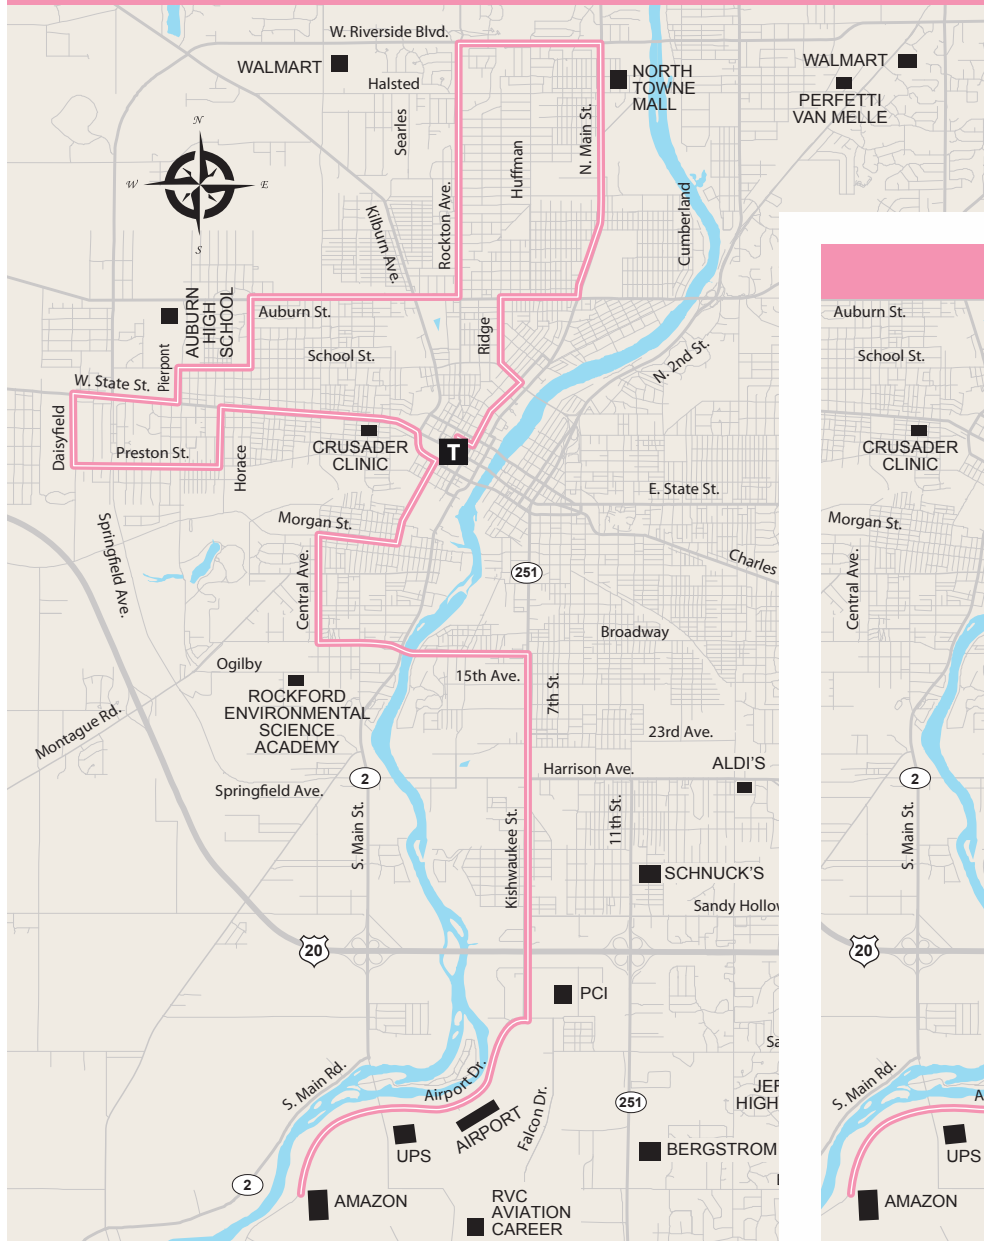 W. Riverside Blvd.
WALMART
Halsted
Searles
NORTH
TOWNE
MALL
WALMART
PERFETTI
VAN MELLE
N
W
E
S
Kilburn Ave.
Rockton Ave.
Huffman
N. Main St.
Cumberland
AUBURN
HIGH
SCHOOL
Auburn St.
School St.
Ridge
N. 2nd St.
W. State St.
Pierpont
Daisyfield
Preston St.
Horace
CRUSADER
CLINIC
T
E. State St.
Morgan St.
Springfield Ave.
Central Ave.
251
Charles
Broadway
Ogilby
15th Ave.
7th St.
ROCKFORD
ENVIRONMENTAL
SCIENCE
ACADEMY
Montague Rd.
23rd Ave.
Harrison Ave.
ALDI'S
2
Springfield Ave.
S. Main St.
Kishwaukee St.
11th St.
SCHNUCK'S
Sandy Hollow
20
PCI
Sa
S. Main Rd.
Airport Dr.
AIRPORT
Falcon Dr.
251
JEF
HIGH
UPS
BERGSTROM
2
AMAZON
RVC
AVIATION
CAREER
Auburn St.
School St.
CRUSADER
CLINIC
Morgan St.
Central Ave.
2
S. Main St.
20
S. Main Rd.
A
UPS
AMAZON